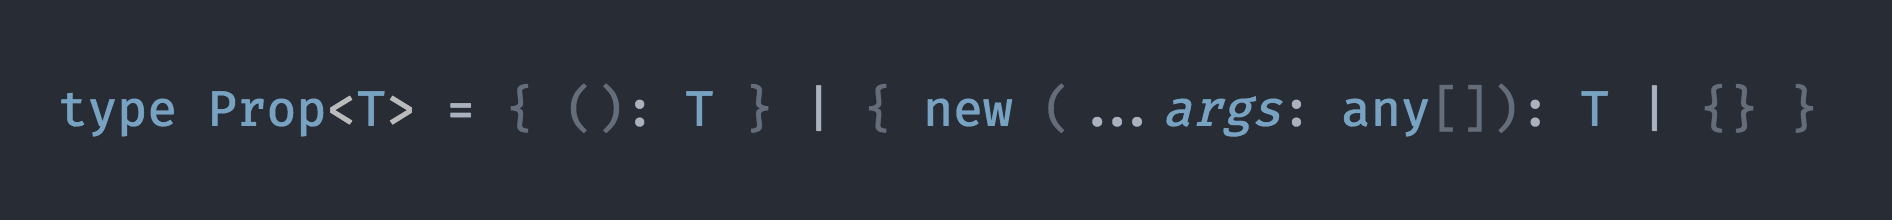 type Prop<T> = { (): T } | { new (...args: any[]): T | {} }